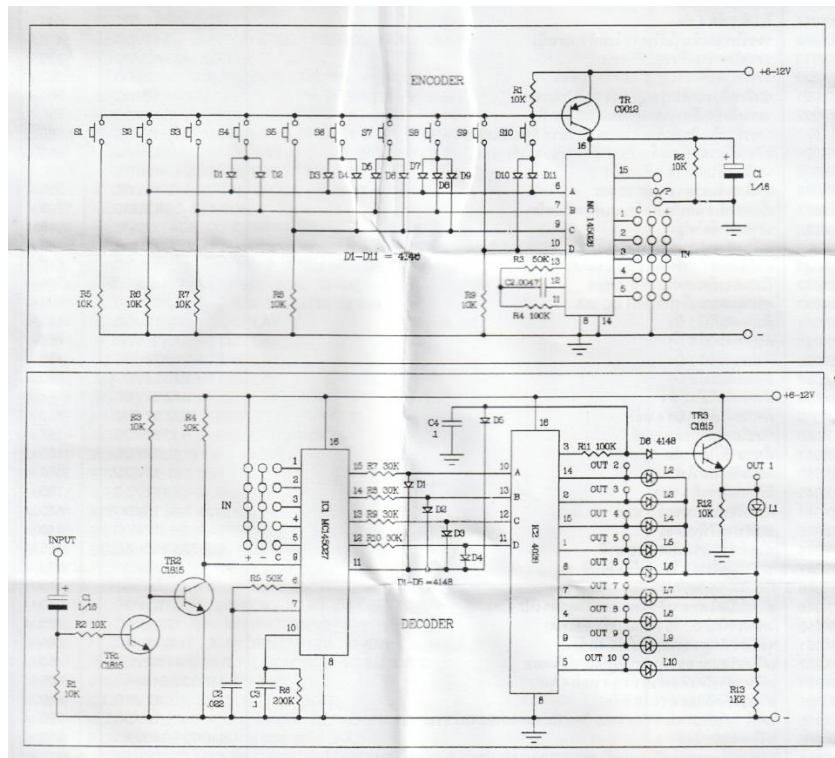 ENCODER
+6-12V
R1
10K
TR
C9012
S1
S2
S3
S4
S5
S6
S7
S8
S9
S10
16
15
O/P
R2
10K
+
C1
1/16
D1
D2
D3
D4
D5
D6
D7
D8
D9
D10
D11
6
A
7
B
9
C
10
D
1
2
3
4
5
C - +
IN
D1-D11 = 4148
R3 50K
13
C2.0047
12
11
R4 100K
R5
10K
R6
10K
R7
10K
R8
10K
R9
10K
8
14
-
+6-12V
R3
10K
R4
10K
C4
.1
D5
TR3
C1815
16
16
3
R11 100K
D6 4148
OUT 1
1
2
3
4
5
IN
+ - C
9
IC1 MC145027
15
R7 30K
14
R8 30K
13
R9 30K
12
R10 30K
11
D1
D2
D3
D4
10
A
13
B
12
C
11
D
IC2 4028
14
OUT 2
L2
2
OUT 3
L3
15
OUT 4
L4
1
OUT 5
L5
6
OUT 6
L6
7
OUT 7
L7
4
OUT 8
L8
9
OUT 9
L9
5
OUT 10
L10
R12
10K
L1
INPUT
TR2
C1815
+
C1
1/16
R2 10K
TR1
C1815
R1
10K
R5 50K
6
7
10
D1-D5 =4148
DECODER
C2
.022
C3
.1
R6
200K
8
8
R13
1K2
-